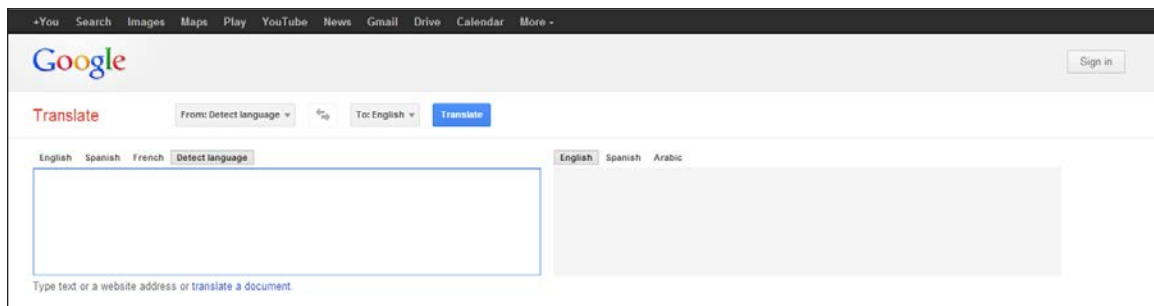 +You Search Images Maps Play YouTube News Gmail Drive Calendar More
Google
Sign in
Translate From: Detect language To: English Translate
English Spanish French Detect language English Spanish Arabic
Type text or a website address or translate a document.